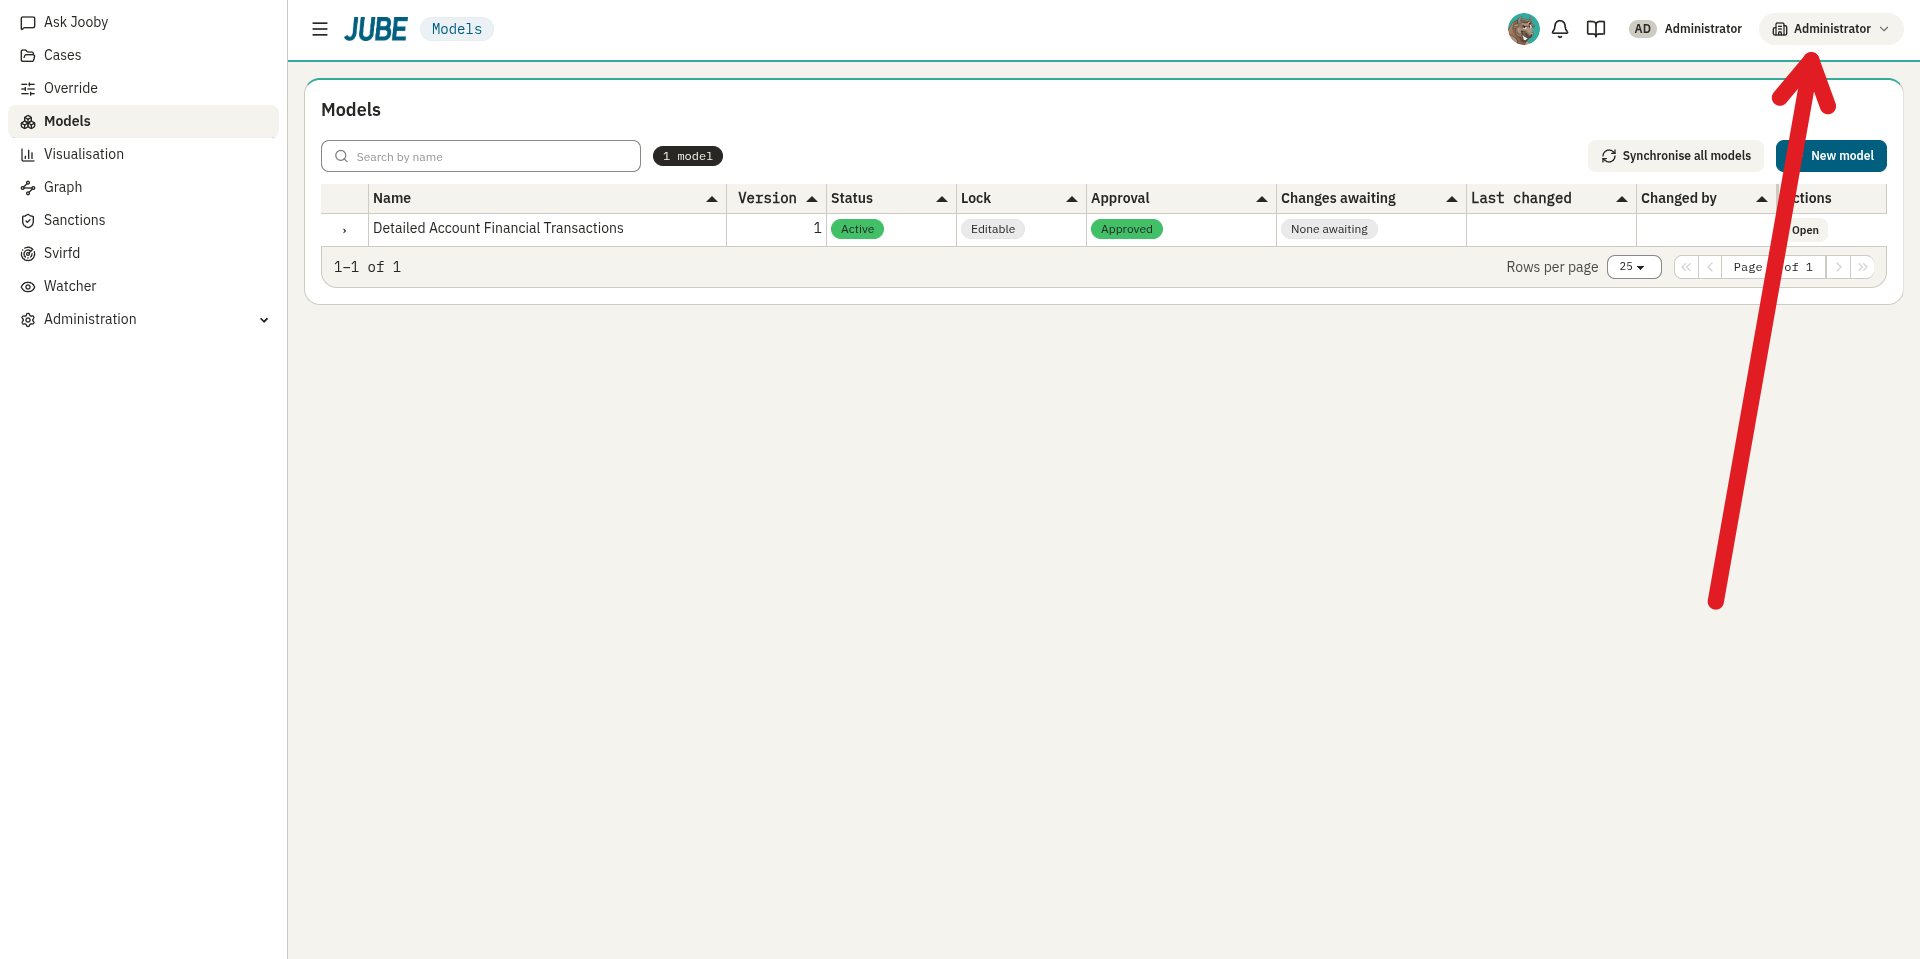 Ask Jooby
Cases
Override
Models
Visualisation
Graph
Sanctions
Svirfd
Watcher
Administration
JUBE Models AD Administrator Administrator
Models
Search by name 1 model Synchronise all models New model
Name Version Status Lock Approval Changes awaiting Last changed Changed by
Detailed Account Financial Transactions 1 Active Editable Approved None awaiting Open
1–1 of 1 Rows per page 25 Page of 1